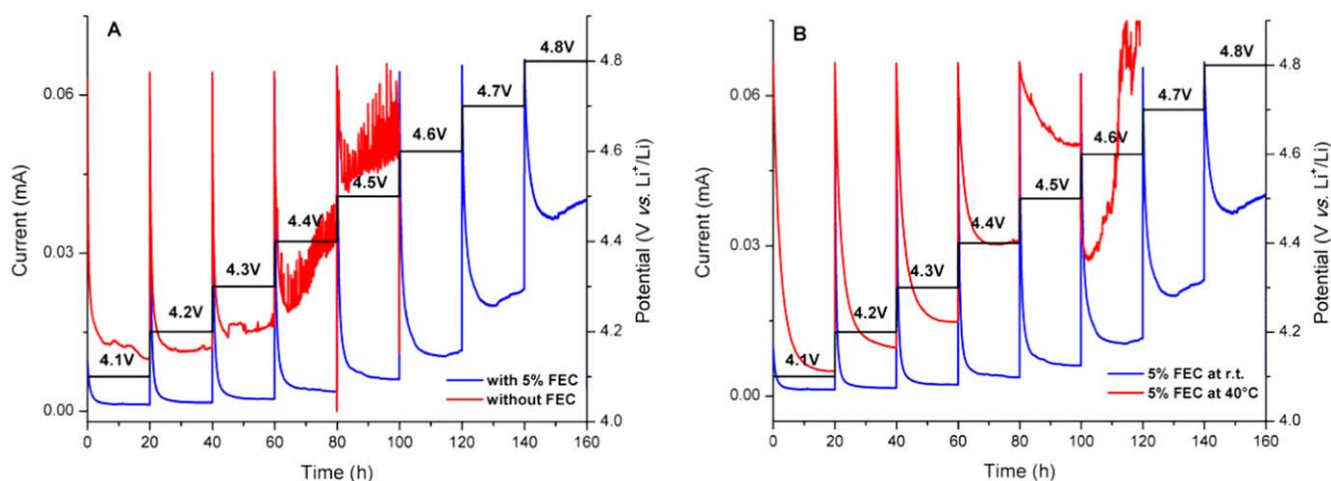 A
4.1V
4.2V
4.3V
4.4V
4.5V
4.6V
4.7V
4.8V
with 5% FEC
without FEC
0.06
0.03
0.00
Current (mA)
4.8
4.6
4.4
4.2
4.0
Potential (V vs. Li⁺/Li)
0 20 40 60 80 100 120 140 160
Time (h)
B
4.1V
4.2V
4.3V
4.4V
4.5V
4.6V
4.7V
4.8V
5% FEC at r.t.
5% FEC at 40°C
0.06
0.03
0.00
Current (mA)
4.8
4.6
4.4
4.2
4.0
Potential (V vs. Li⁺/Li)
0 20 40 60 80 100 120 140 160
Time (h)